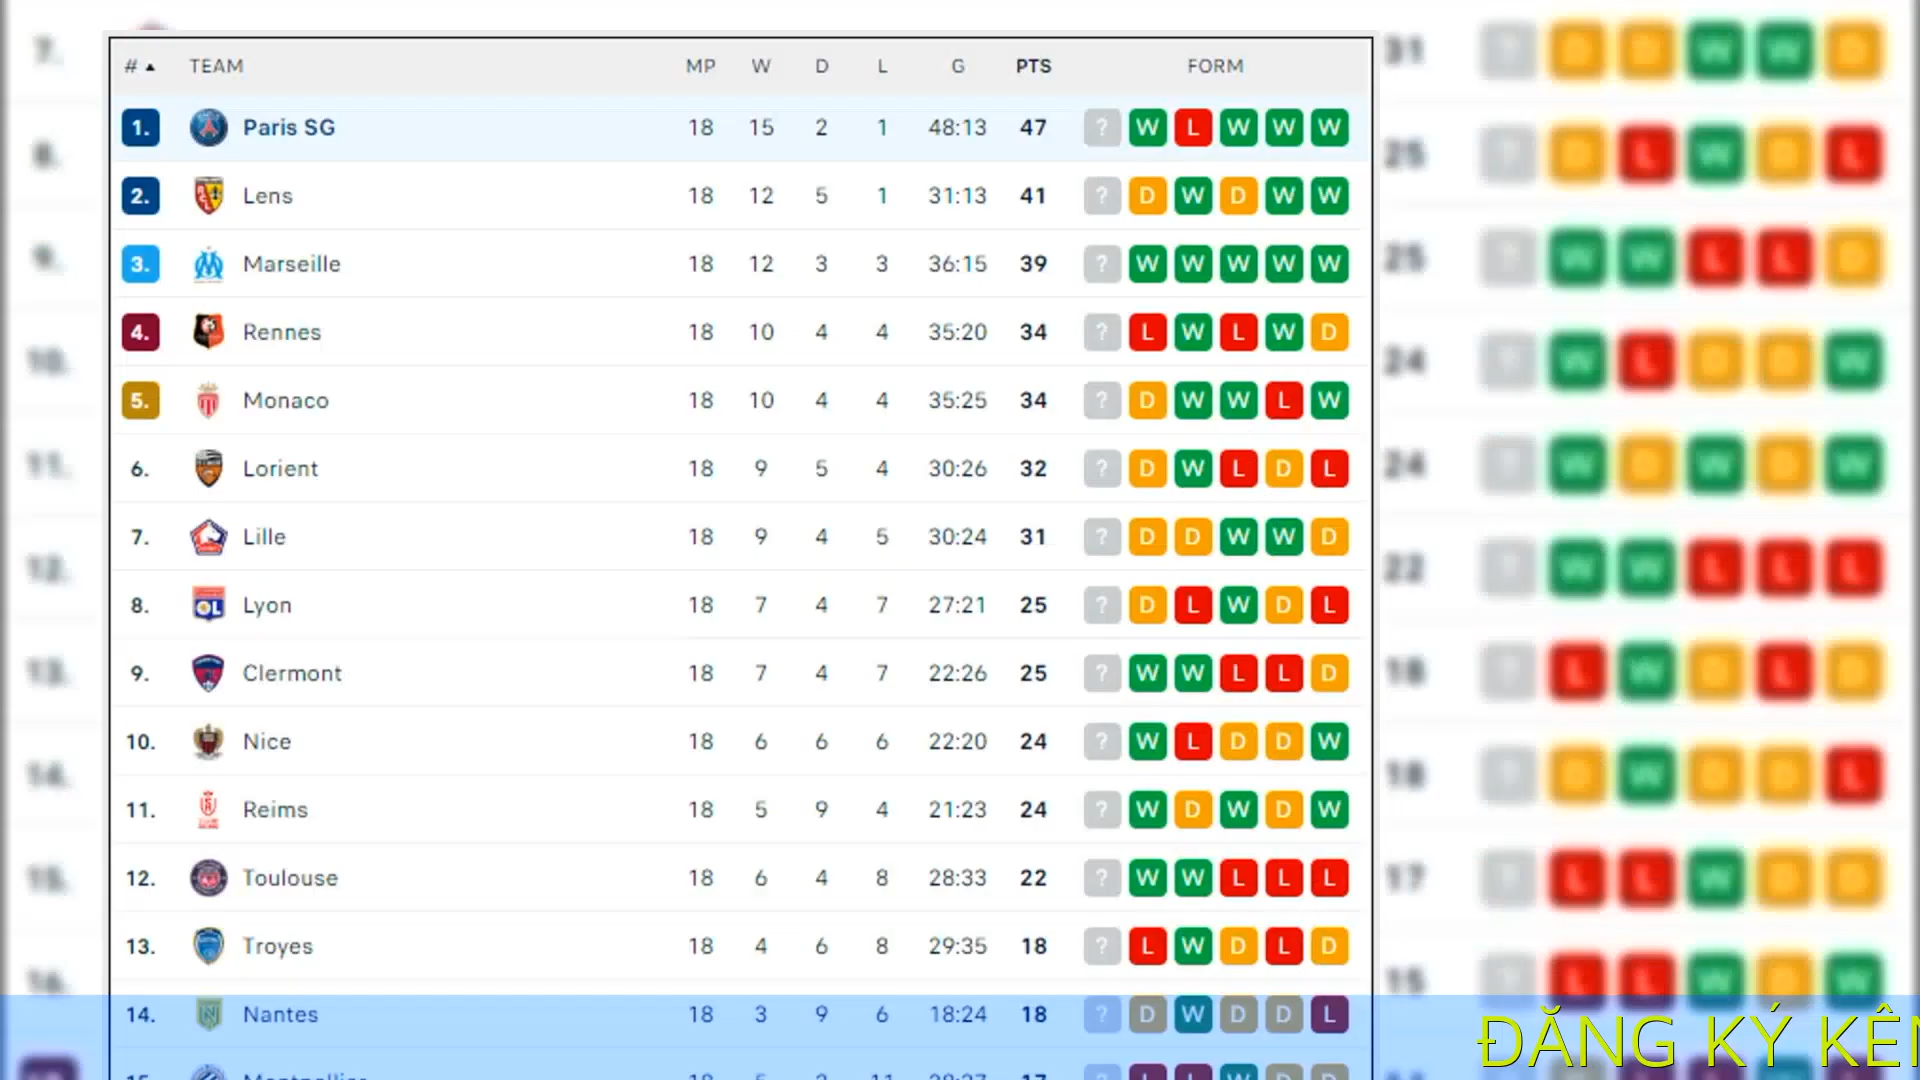 # ▲ TEAM MP W D L G PTS FORM
1. Paris SG 18 15 2 1 48:13 47 ? W L W W W
2. Lens 18 12 5 1 31:13 41 ? D W D W W
3. Marseille 18 12 3 3 36:15 39 ? W W W W W
4. Rennes 18 10 4 4 35:20 34 ? L W L W D
5. Monaco 18 10 4 4 35:25 34 ? D W W L W
6. Lorient 18 9 5 4 30:26 32 ? D W L D L
7. Lille 18 9 4 5 30:24 31 ? D D W W D
8. Lyon 18 7 4 7 27:21 25 ? D L W D L
9. Clermont 18 7 4 7 22:26 25 ? W W L L D
10. Nice 18 6 6 6 22:20 24 ? W L D D W
11. Reims 18 5 9 4 21:23 24 ? W D W D W
12. Toulouse 18 6 4 8 28:33 22 ? W W L L L
13. Troyes 18 4 6 8 29:35 18 ? L W D L D
14. Nantes 18 3 9 6 18:24 18 ? D W D D L
ĐĂNG KÝ KÊN